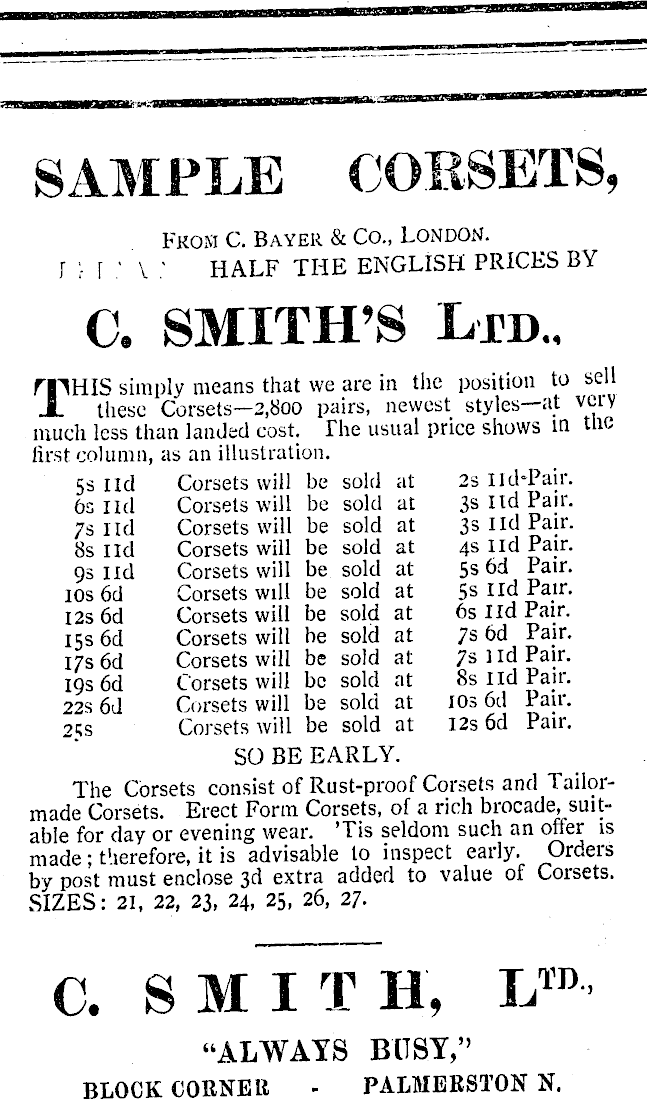 SAMPLE CORSETS,
FROM C. BAYER & CO., LONDON.
HALF THE ENGLISH PRICES BY
C. SMITH'S LTD.,
THIS simply means that we are in the position to sell
these Corsets—2,800 pairs, newest styles—at very
much less than landed cost. The usual price shows in the
first column, as an illustration.
5s 11d Corsets will be sold at 2s 11d Pair.
6s 11d Corsets will be sold at 3s 11d Pair.
7s 11d Corsets will be sold at 3s 11d Pair.
8s 11d Corsets will be sold at 4s 11d Pair.
9s 11d Corsets will be sold at 5s 6d Pair.
10s 6d Corsets will be sold at 5s 11d Pair.
12s 6d Corsets will be sold at 6s 11d Pair.
15s 6d Corsets will be sold at 7s 6d Pair.
17s 6d Corsets will be sold at 7s 11d Pair.
19s 6d Corsets will be sold at 8s 11d Pair.
22s 6d Corsets will be sold at 10s 6d Pair.
25s Corsets will be sold at 12s 6d Pair.
SO BE EARLY.
The Corsets consist of Rust-proof Corsets and Tailor-
made Corsets. Erect Form Corsets, of a rich brocade, suit-
able for day or evening wear. 'Tis seldom such an offer is
made; therefore, it is advisable to inspect early. Orders
by post must enclose 3d extra added to value of Corsets.
SIZES: 21, 22, 23, 24, 25, 26, 27.
C. SMITH, LTD.,
"ALWAYS BUSY,"
BLOCK CORNER - PALMERSTON N.